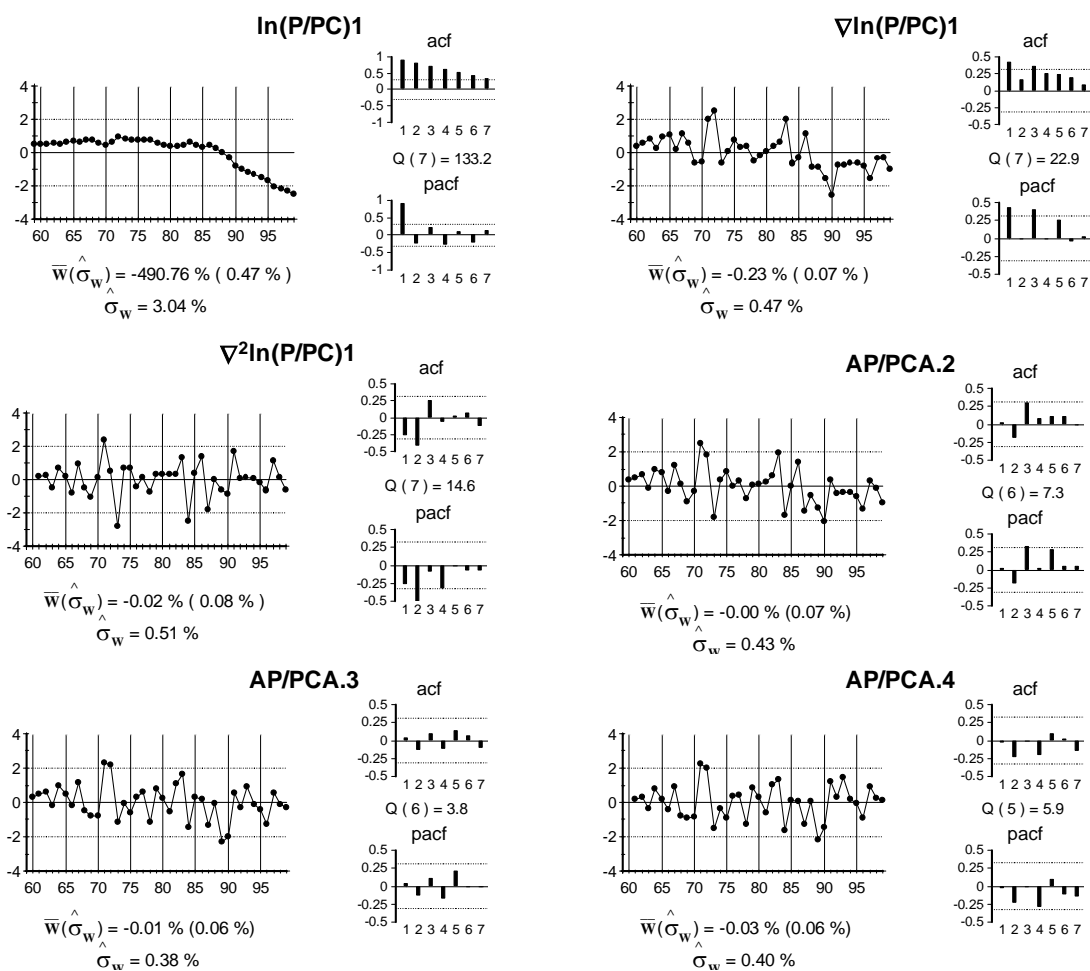 ln(P/PC)1
acf
1
0.5
0
-0.5
-1
1 2 3 4 5 6 7
Q ( 7 ) = 133.2
pacf
1
0.5
0
-0.5
-1
1 2 3 4 5 6 7
4
2
0
-2
-4
60 65 70 75 80 85 90 95
w̅(σ̂w̅) = -490.76 % ( 0.47 % )
σ̂w = 3.04 %
∇ln(P/PC)1
acf
0.5
0.25
0
-0.25
-0.5
1 2 3 4 5 6 7
Q ( 7 ) = 22.9
pacf
0.5
0.25
0
-0.25
-0.5
1 2 3 4 5 6 7
4
2
0
-2
-4
60 65 70 75 80 85 90 95
w̅(σ̂w̅) = -0.23 % ( 0.07 % )
σ̂w = 0.47 %
∇²ln(P/PC)1
acf
0.5
0.25
0
-0.25
-0.5
1 2 3 4 5 6 7
Q ( 7 ) = 14.6
pacf
0.5
0.25
0
-0.25
-0.5
1 2 3 4 5 6 7
4
2
0
-2
-4
60 65 70 75 80 85 90 95
w̅(σ̂w̅) = -0.02 % ( 0.08 % )
σ̂w = 0.51 %
AP/PCA.2
acf
0.5
0.25
0
-0.25
-0.5
1 2 3 4 5 6 7
Q ( 6 ) = 7.3
pacf
0.5
0.25
0
-0.25
-0.5
1 2 3 4 5 6 7
4
2
0
-2
-4
60 65 70 75 80 85 90 95
w̅(σ̂w̅) = -0.00 % (0.07 %)
σ̂w = 0.43 %
AP/PCA.3
acf
0.5
0.25
0
-0.25
-0.5
1 2 3 4 5 6 7
Q ( 6 ) = 3.8
pacf
0.5
0.25
0
-0.25
-0.5
1 2 3 4 5 6 7
4
2
0
-2
-4
60 65 70 75 80 85 90 95
w̅(σ̂w̅) = -0.01 % (0.06 %)
σ̂w = 0.38 %
AP/PCA.4
acf
0.5
0.25
0
-0.25
-0.5
1 2 3 4 5 6 7
Q ( 5 ) = 5.9
pacf
0.5
0.25
0
-0.25
-0.5
1 2 3 4 5 6 7
4
2
0
-2
-4
60 65 70 75 80 85 90 95
w̅(σ̂w̅) = -0.03 % (0.06 %)
σ̂w = 0.40 %